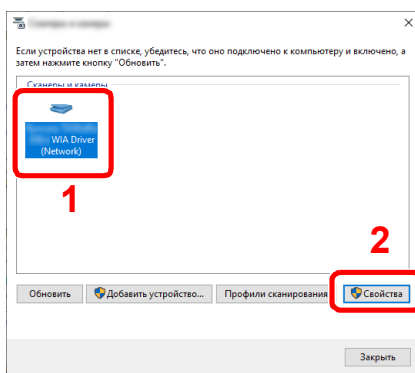 Если устройства нет в списке, убедитесь, что оно подключено к компьютеру и включено, а
затем нажмите кнопку "Обновить".
Сканеры и камеры
WIA Driver
(Network)
1
2
Обновить
Добавить устройство...
Профили сканирования
Свойства
Закрыть